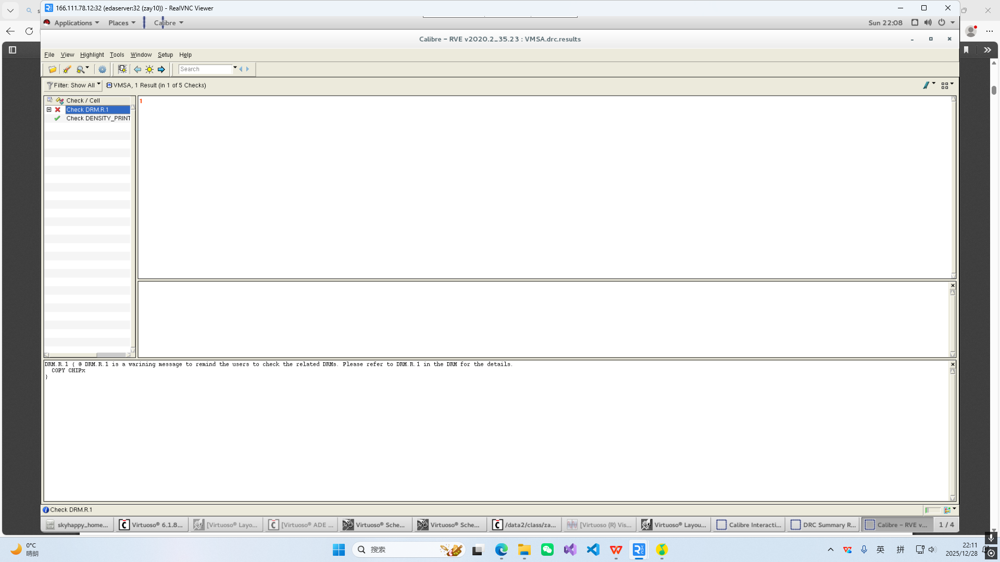 166.111.78.12:32 (edaserver:32 (zay10)) - RealVNC Viewer
Applications Places Calibre Sun 22:08
Calibre - RVE v2020.2_35.23 : VMSA.drc.results
File View Highlight Tools Window Setup Help
Search
Filter: Show All VMSA, 1 Result (in 1 of 5 Checks)
Check / Cell
1
Check DRM.R.1
Check DENSITY_PRINT
DRM.R.1 { @ DRM.R.1 is a warining message to remind the users to check the related DRMs. Please refer to DRM.R.1 in the DRM for the details.
COPY CHIPx
}
Check DRM.R.1
skyhappy_home... Virtuoso® 6.1.8... [Virtuoso® Layo... [Virtuoso® ADE ... Virtuoso® Sche... Virtuoso® Sche... /data2/class/za... [Virtuoso (R) Vis... Virtuoso® Layou... Calibre Interacti... DRC Summary R... Calibre - RVE v... 1 / 4
0°C
晴朗
搜索
英 拼
22:11
2025/12/28